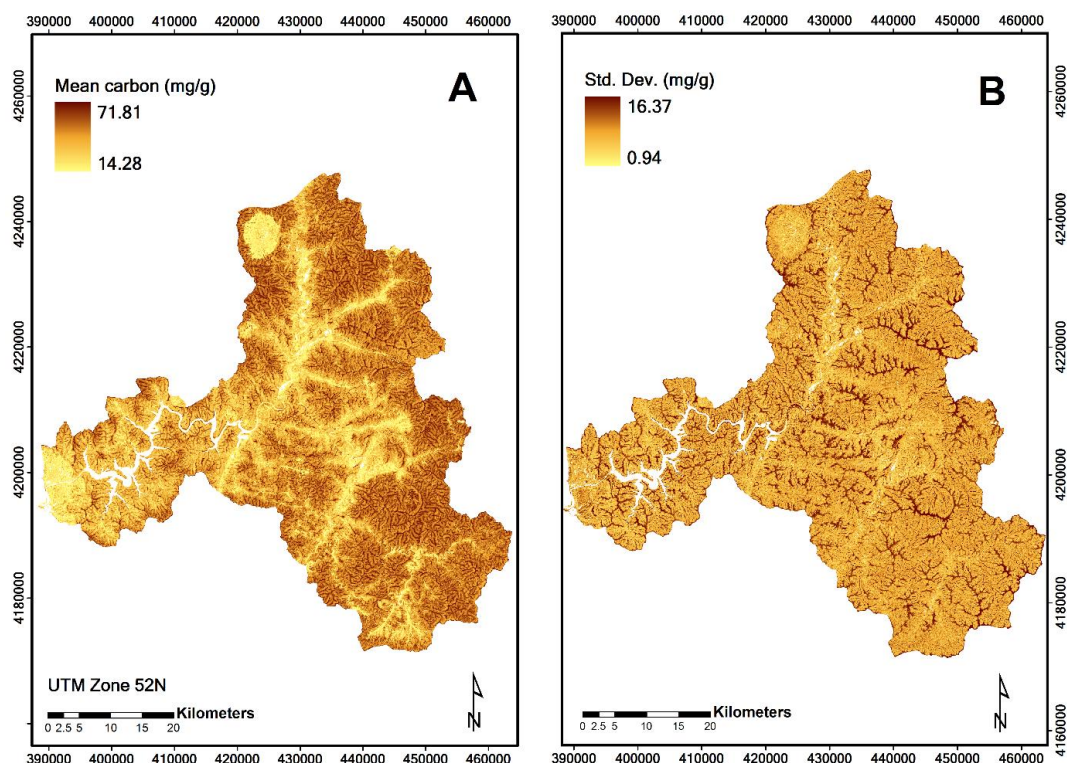 390000 400000 410000 420000 430000 440000 450000 460000
A
Mean carbon (mg/g)
71.81
14.28
4260000
4240000
4220000
4200000
4180000
UTM Zone 52N
0 2.5 5 10 15 20 Kilometers
N
390000 400000 410000 420000 430000 440000 450000 460000
390000 400000 410000 420000 430000 440000 450000 460000
B
Std. Dev. (mg/g)
16.37
0.94
4260000
4240000
4220000
4200000
4180000
4160000
0 2.5 5 10 15 20 Kilometers
N
390000 400000 410000 420000 430000 440000 450000 460000